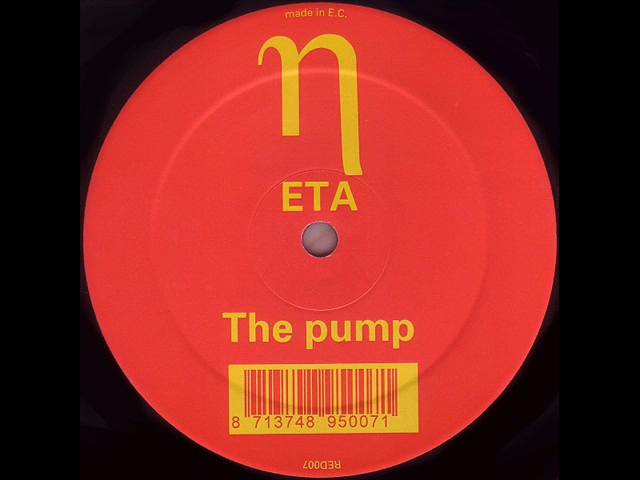 made in E.C.
η
ETA
The pump
8 713748 950071
RED007